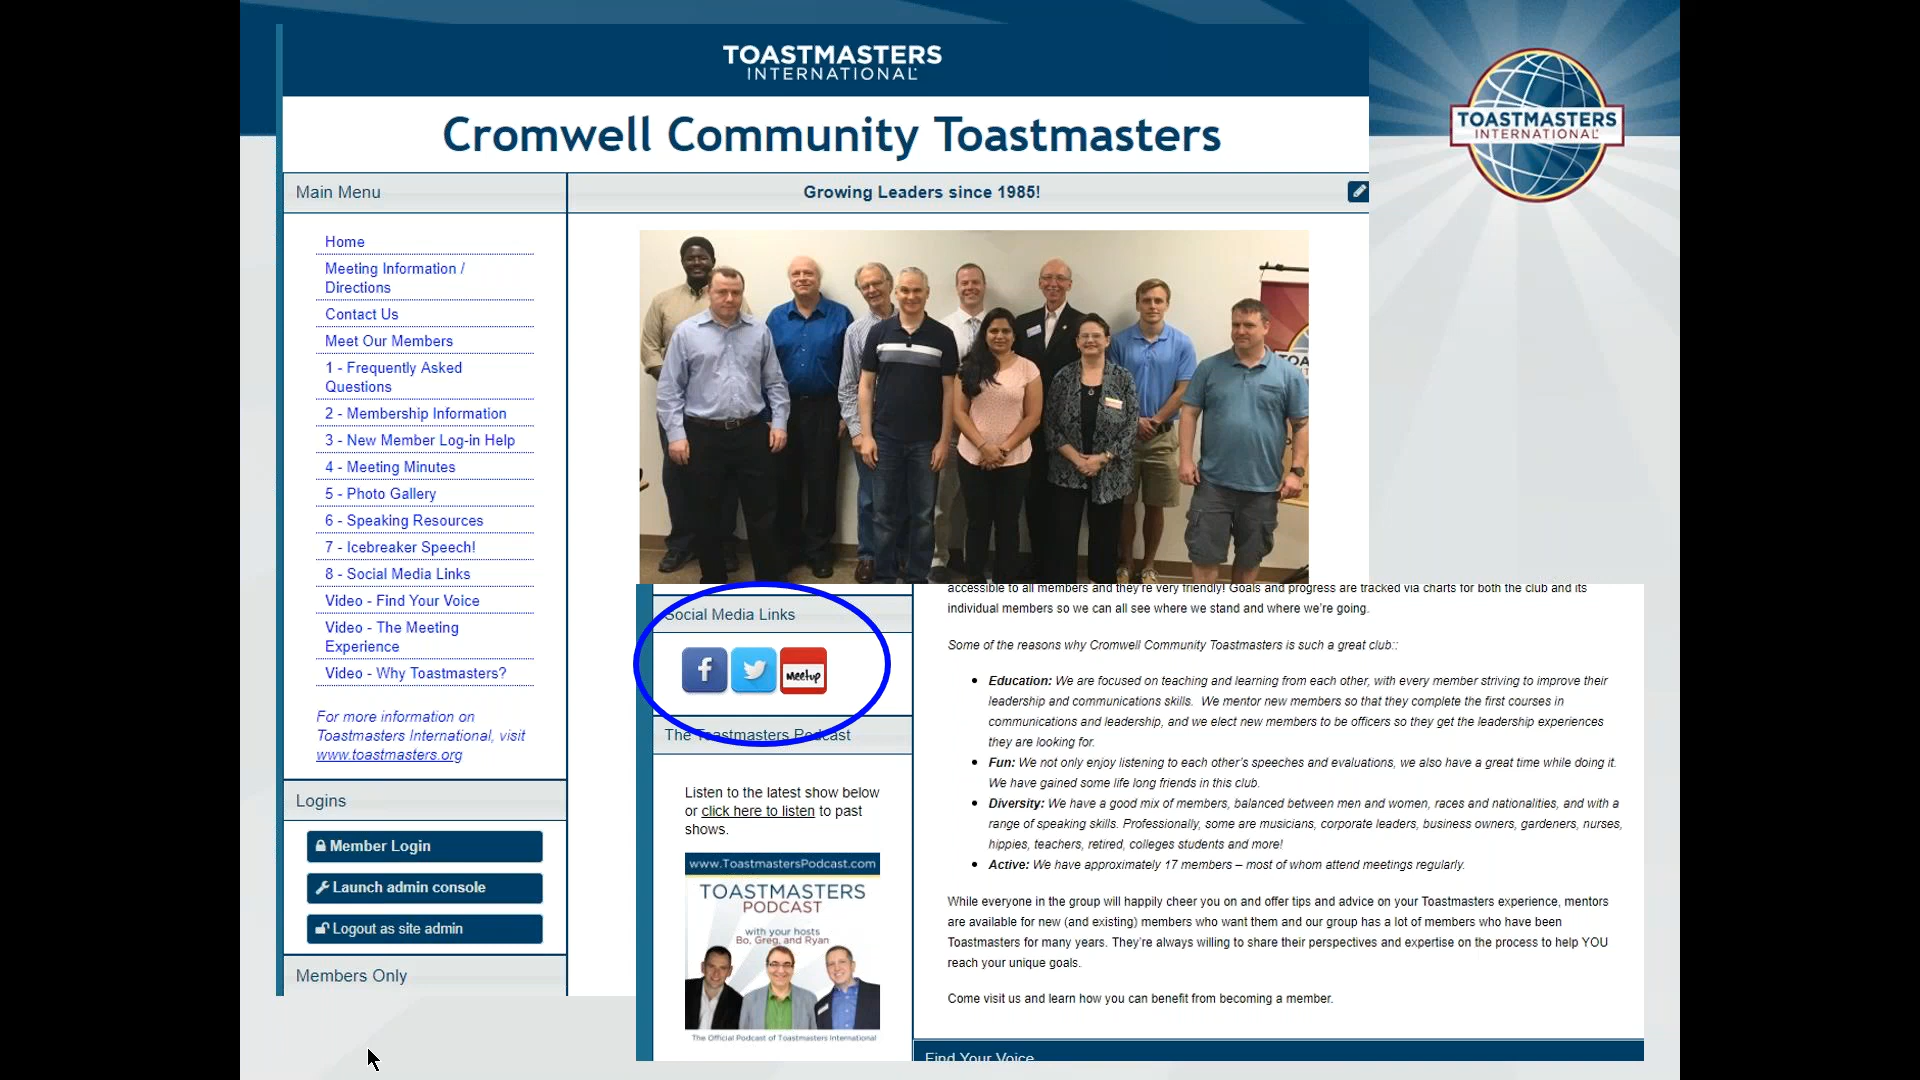 TOASTMASTERS
INTERNATIONAL
TOASTMASTERS
INTERNATIONAL
Cromwell Community Toastmasters
Main Menu
Growing Leaders since 1985!
Home
Meeting Information /
Directions
Contact Us
Meet Our Members
1 - Frequently Asked
Questions
2 - Membership Information
3 - New Member Log-in Help
4 - Meeting Minutes
5 - Photo Gallery
6 - Speaking Resources
7 - Icebreaker Speech!
8 - Social Media Links
Video - Find Your Voice
Video - The Meeting
Experience
Video - Why Toastmasters?
For more information on
Toastmasters International, visit
www.toastmasters.org
Logins
Member Login
Launch admin console
Logout as site admin
Members Only
Social Media Links
meetup
The Toastmasters Podcast
Listen to the latest show below
or click here to listen to past
shows.
www.ToastmastersPodcast.com
TOASTMASTERS
PODCAST
with your hosts
Bo, Greg, and Ryan
The Official Podcast of Toastmasters International
accessible to all members and they're very friendly! Goals and progress are tracked via charts for both the club and its
individual members so we can all see where we stand and where we're going.
Some of the reasons why Cromwell Community Toastmasters is such a great club::
Education: We are focused on teaching and learning from each other, with every member striving to improve their
leadership and communications skills. We mentor new members so that they complete the first courses in
communications and leadership, and we elect new members to be officers so they get the leadership experiences
they are looking for.
Fun: We not only enjoy listening to each other's speeches and evaluations, we also have a great time while doing it.
We have gained some life long friends in this club.
Diversity: We have a good mix of members, balanced between men and women, races and nationalities, and with a
range of speaking skills. Professionally, some are musicians, corporate leaders, business owners, gardeners, nurses,
hippies, teachers, retired, colleges students and more!
Active: We have approximately 17 members – most of whom attend meetings regularly.
While everyone in the group will happily cheer you on and offer tips and advice on your Toastmasters experience, mentors
are available for new (and existing) members who want them and our group has a lot of members who have been
Toastmasters for many years. They're always willing to share their perspectives and expertise on the process to help YOU
reach your unique goals.
Come visit us and learn how you can benefit from becoming a member.
Find Your Voice